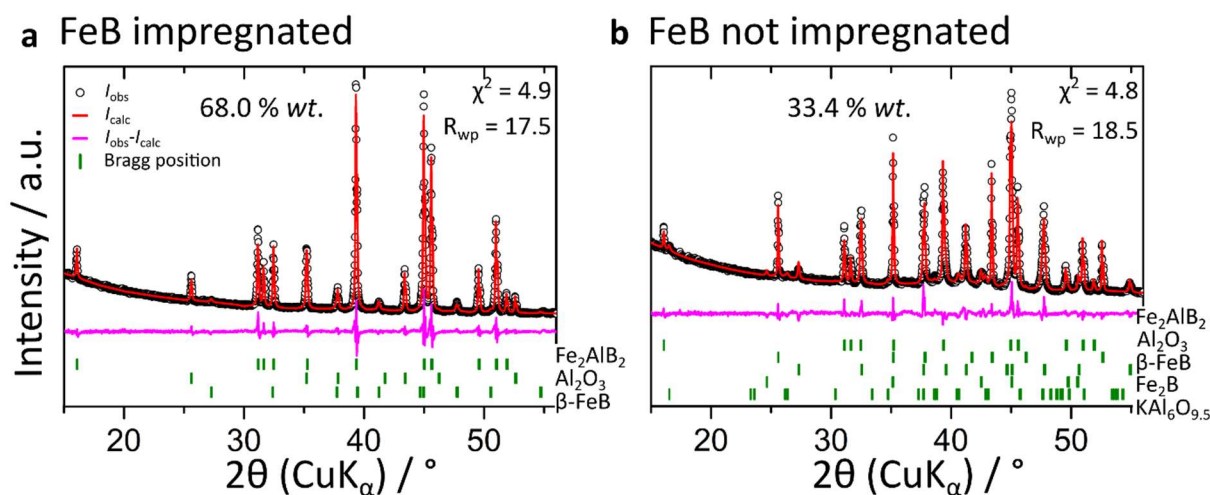 a FeB impregnated
Iobs
Icalc
Iobs-Icalc
Bragg position
68.0 % wt.
χ² = 4.9
Rwp = 17.5
Fe₂AlB₂
Al₂O₃
β-FeB
20 30 40 50
2θ (CuKα) / °
Intensity / a.u.
b FeB not impregnated
33.4 % wt.
χ² = 4.8
Rwp = 18.5
Fe₂AlB₂
Al₂O₃
β-FeB
Fe₂B
KAl₆O₉.₅
20 30 40 50
2θ (CuKα) / °